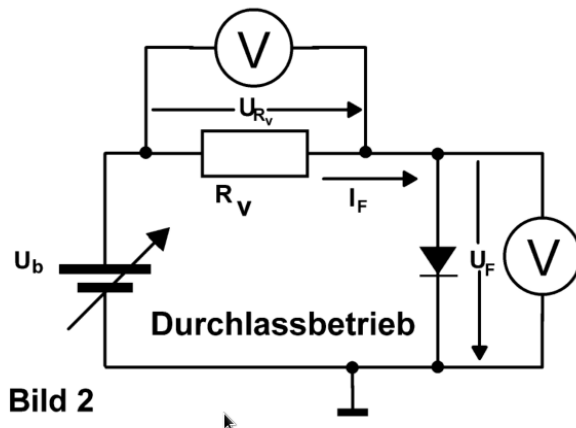 V
U_Rv
R_v
I_F
U_b
U_F
V
Durchlassbetrieb
Bild 2